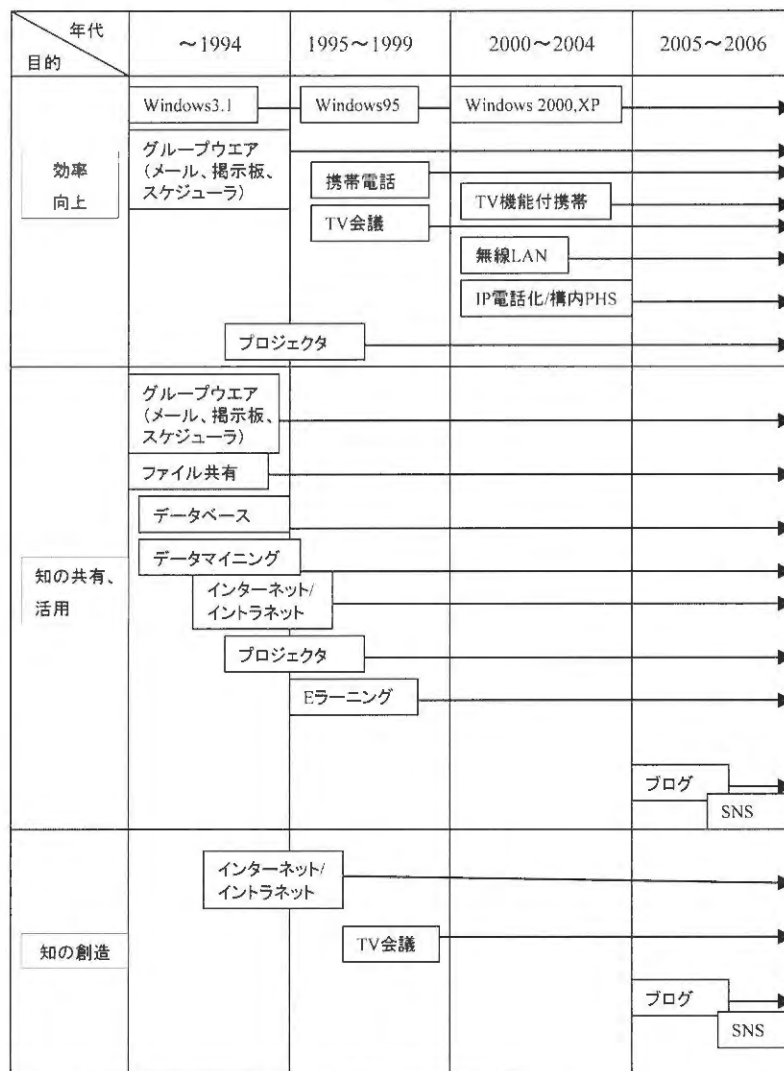 年代
目的
～1994
1995～1999
2000～2004
2005～2006
効率
向上
Windows3.1
Windows95
Windows 2000,XP
グループウエア
(メール、掲示板、
スケジューラ)
携帯電話
TV機能付携帯
TV会議
無線LAN
IP電話化/構内PHS
プロジェクタ
知の共有、
活用
グループウエア
(メール、掲示板、
スケジューラ)
ファイル共有
データベース
データマイニング
インターネット/
イントラネット
プロジェクタ
Eラーニング
ブログ
SNS
知の創造
インターネット/
イントラネット
TV会議
ブログ
SNS